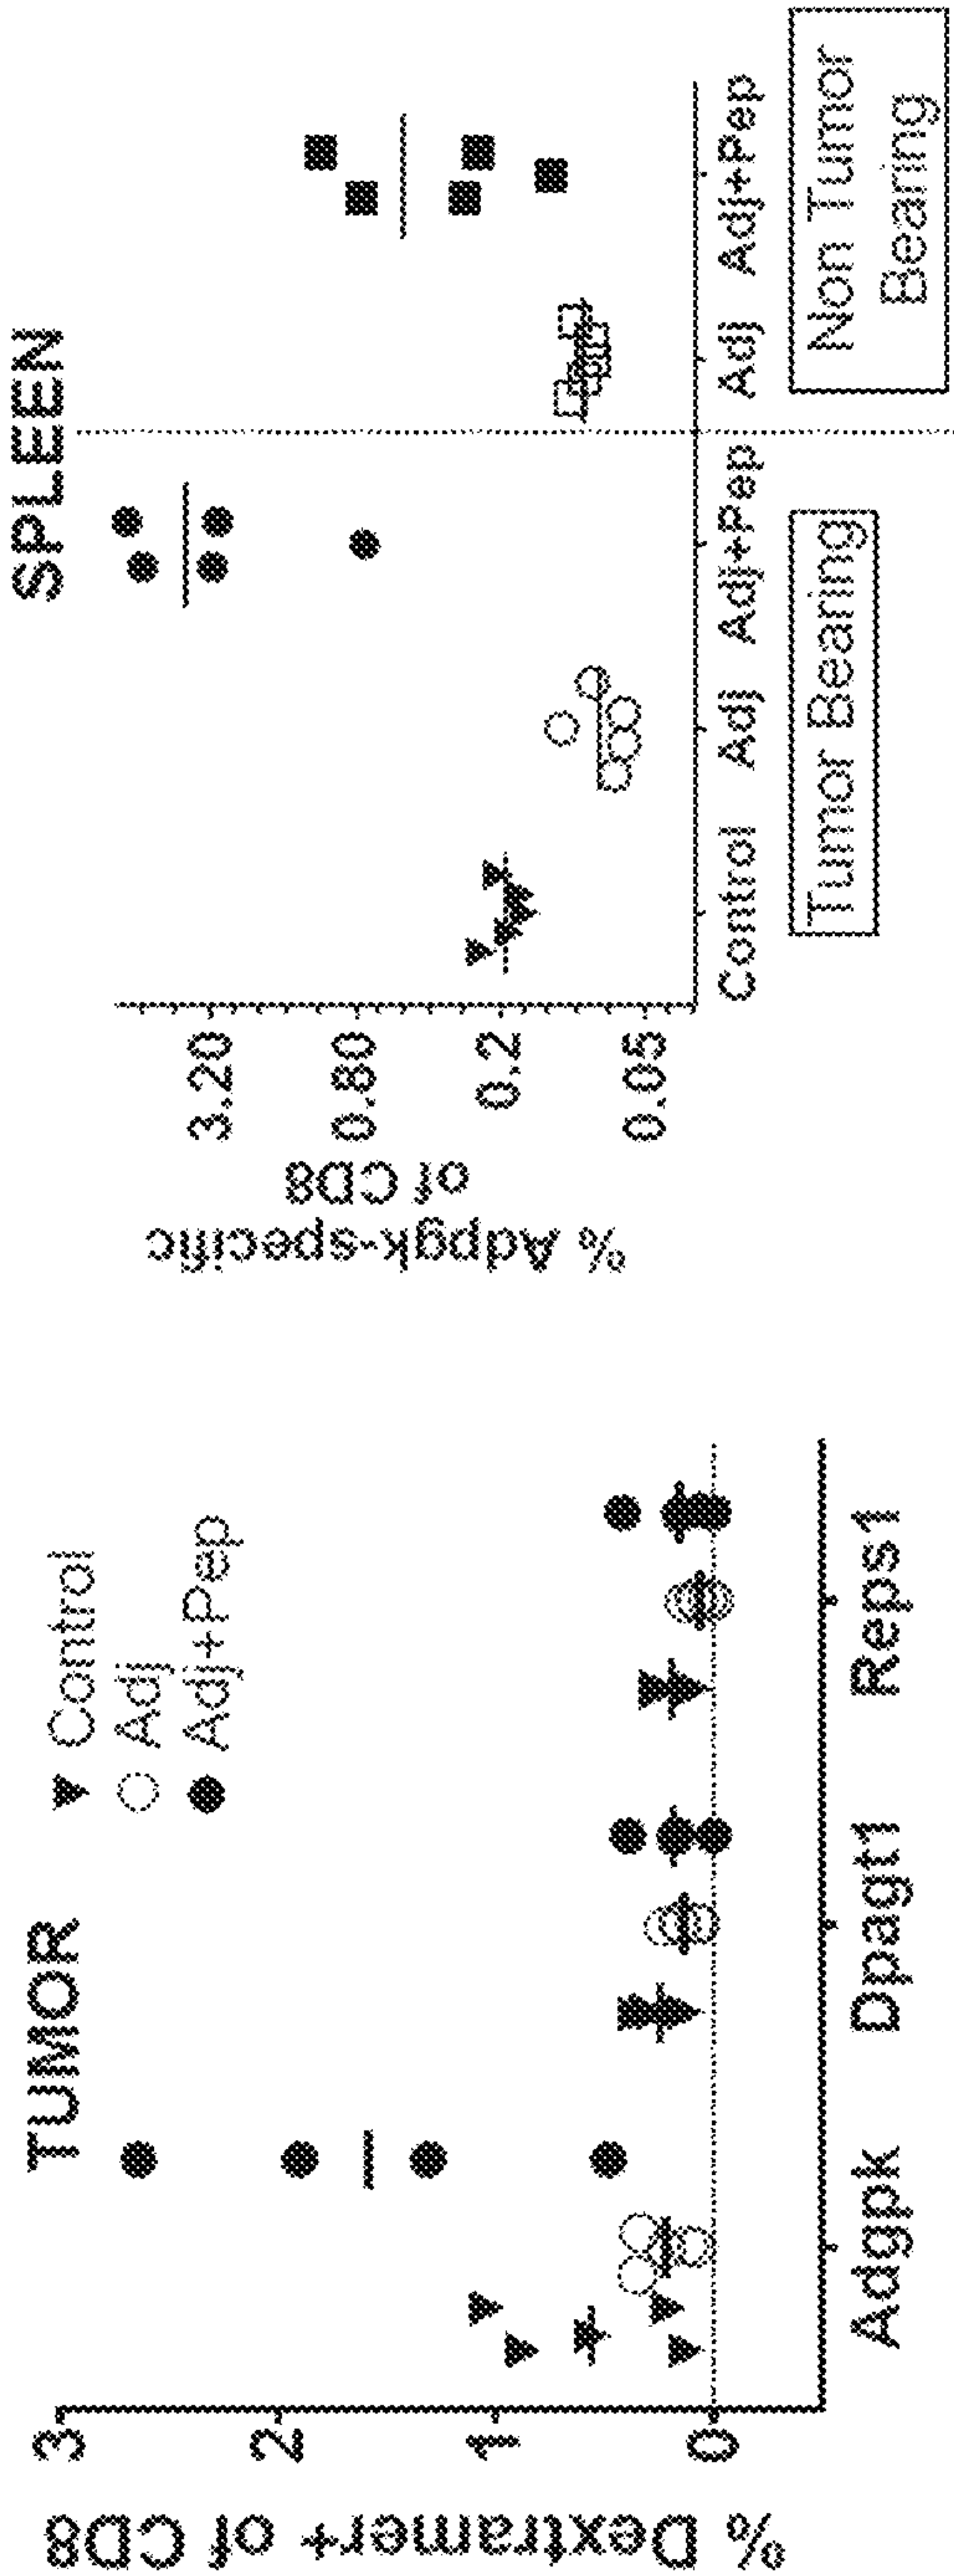 TUMOR
Control
Adj
Adj+Pep
% Dextramer+ of CD8
3
2
1
0
Adgpk
Dpagt1
Reps1
SPLEEN
% Adpgk-specific
of CD8
3.20
0.80
0.2
0.05
Control Adj Adj+Pep Adj Adj+Pep
Tumor Bearing
Non Tumor
Bearing